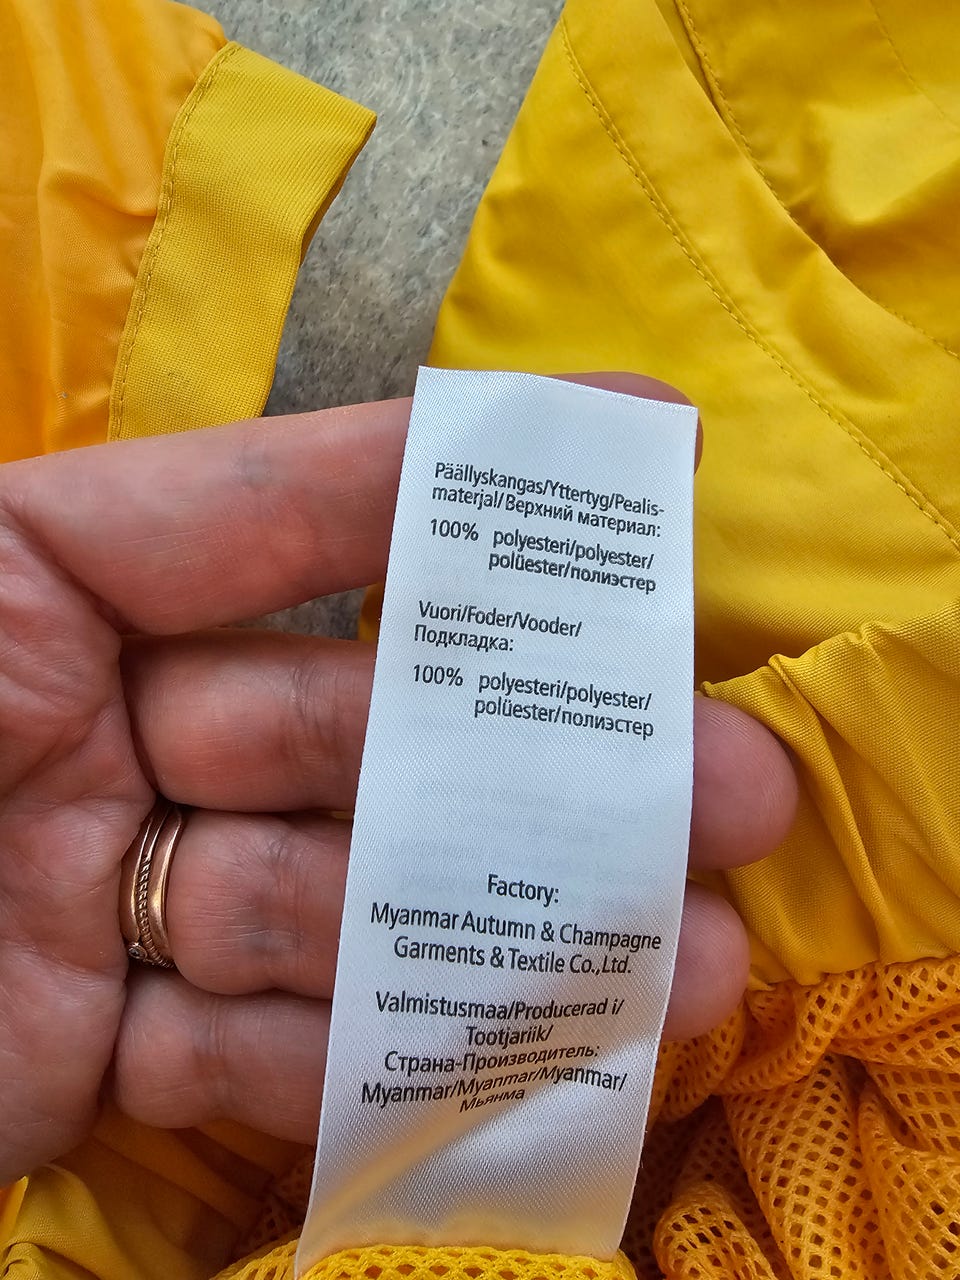 Päällyskangas/Yttertyg/Pealis-
materjal/Верхний материал:
100% polyesteri/polyester/
polüester/полиэстер
Vuori/Foder/Vooder/
Подкладка:
100% polyesteri/polyester/
polüester/полиэстер
Factory:
Myanmar Autumn & Champagne
Garments & Textile Co.,Ltd.
Valmistusmaa/Producerad i/
Tootjariik/
Страна-Производитель:
Myanmar/Myanmar/Myanmar/
Мьянма